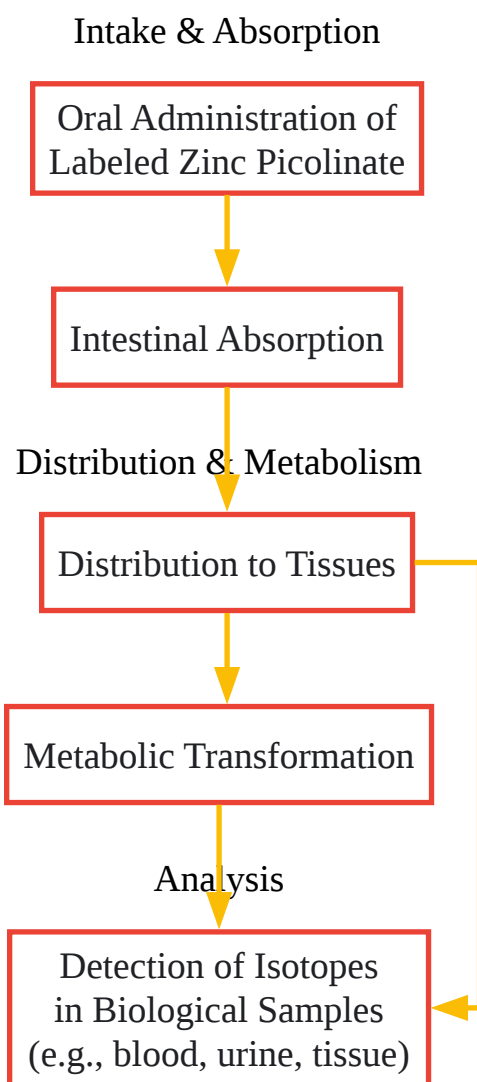 Intake & Absorption
Oral Administration of
Labeled Zinc Picolinate
Intestinal Absorption
Distribution & Metabolism
Distribution to Tissues
Metabolic Transformation
Analysis
Detection of Isotopes
in Biological Samples
(e.g., blood, urine, tissue)